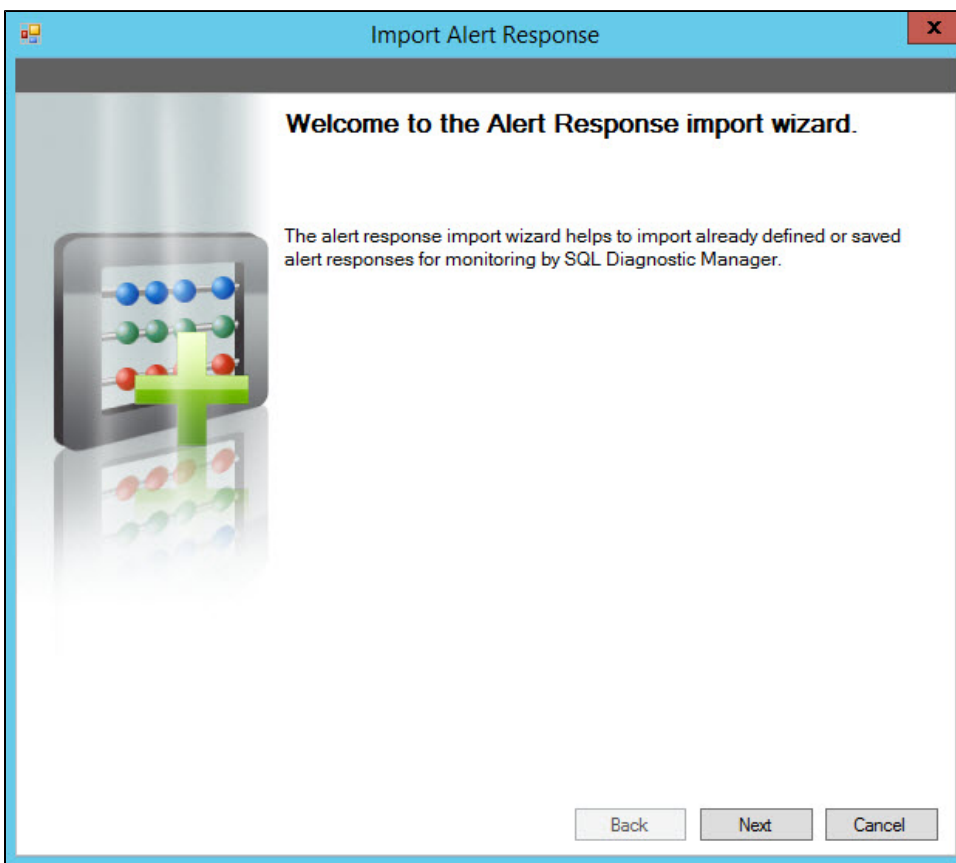 Import Alert Response
x
Welcome to the Alert Response import wizard.
The alert response import wizard helps to import already defined or saved
alert responses for monitoring by SQL Diagnostic Manager.
Back
Next
Cancel